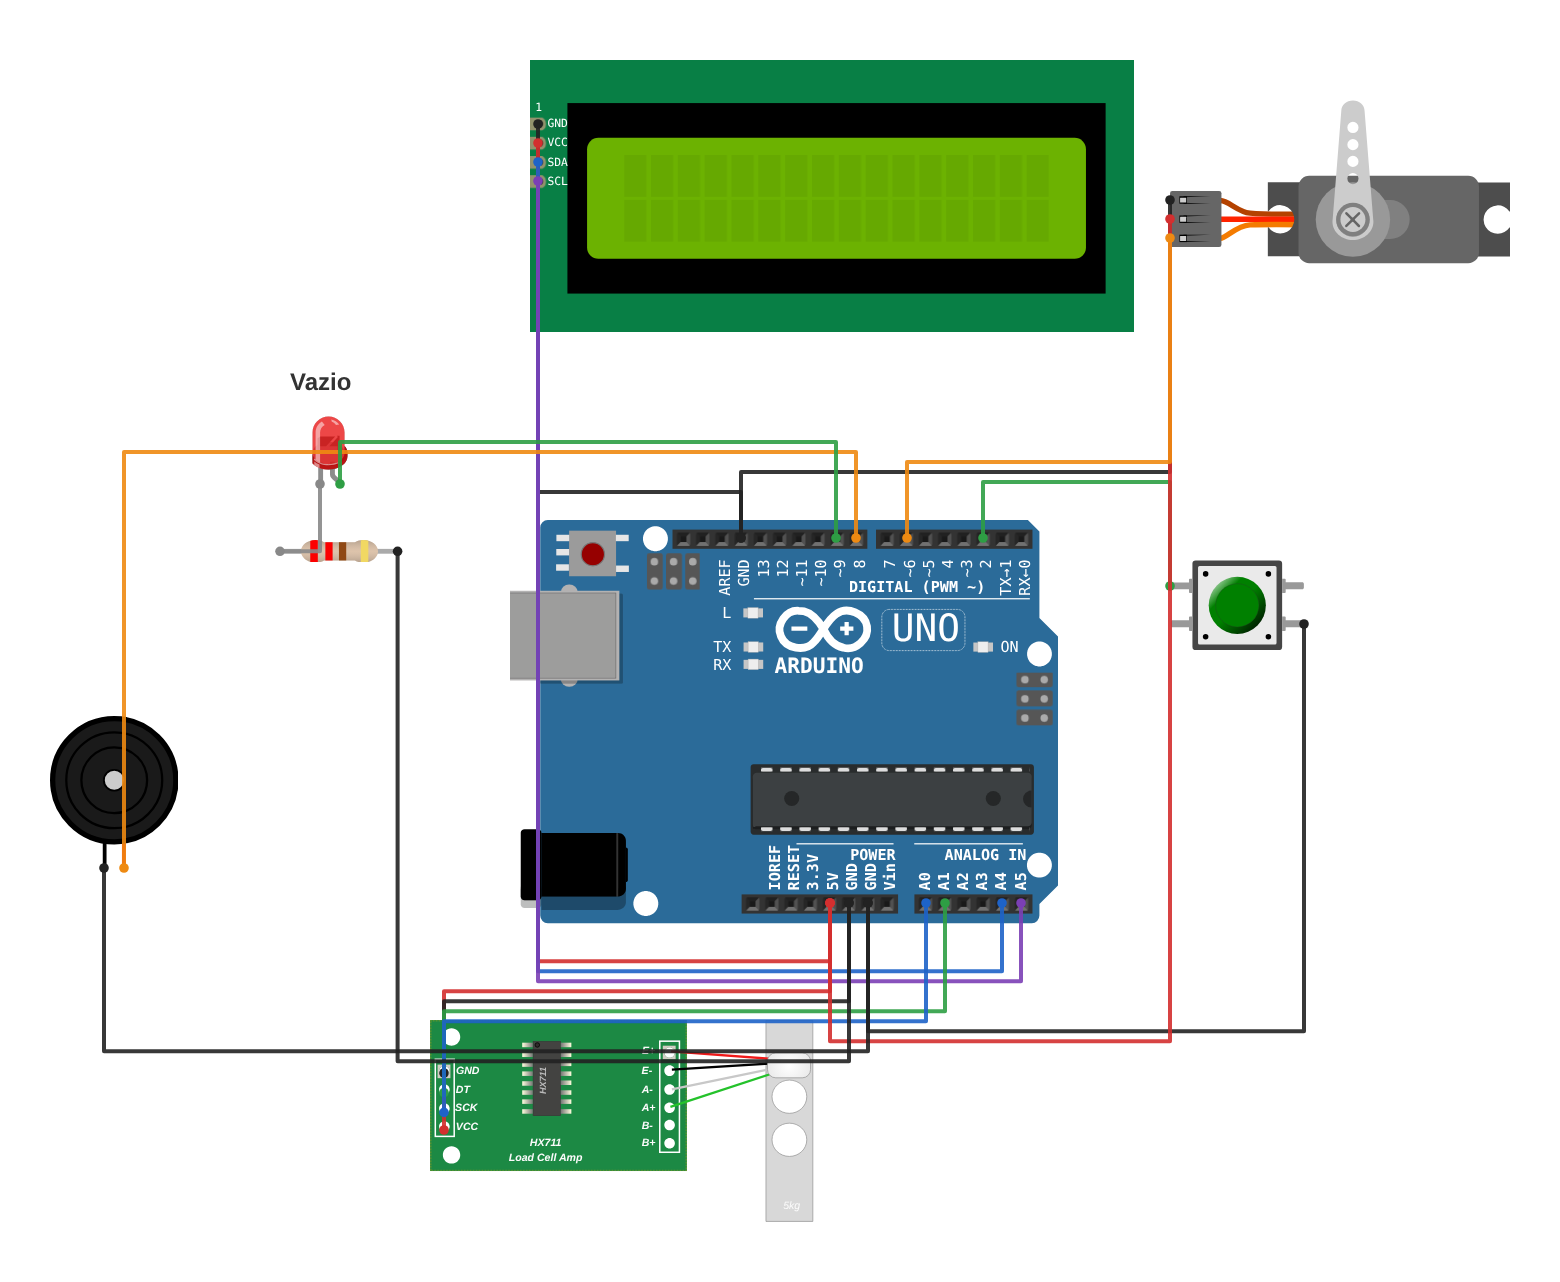 1
GND
VCC
SDA
SCL
Vazio
AREF
GND
13
12
~11
~10
~9
8
7
~6
~5
4
~3
2
TX→1
RX←0
DIGITAL (PWM ~)
L
TX
RX
UNO
ON
ARDUINO
POWER
ANALOG IN
IOREF
RESET
3.3V
5V
GND
GND
Vin
A0
A1
A2
A3
A4
A5
GND
DT
SCK
VCC
HX711
E-
A-
A+
B-
B+
HX711
Load Cell Amp
5kg